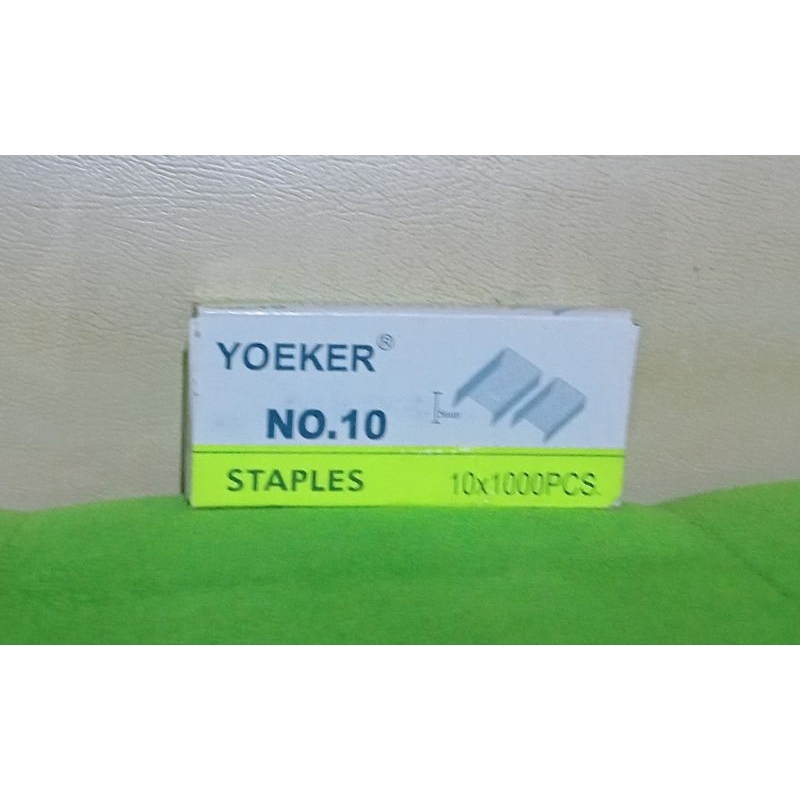 YOEKER®
NO.10
STAPLES
10x1000PCS.